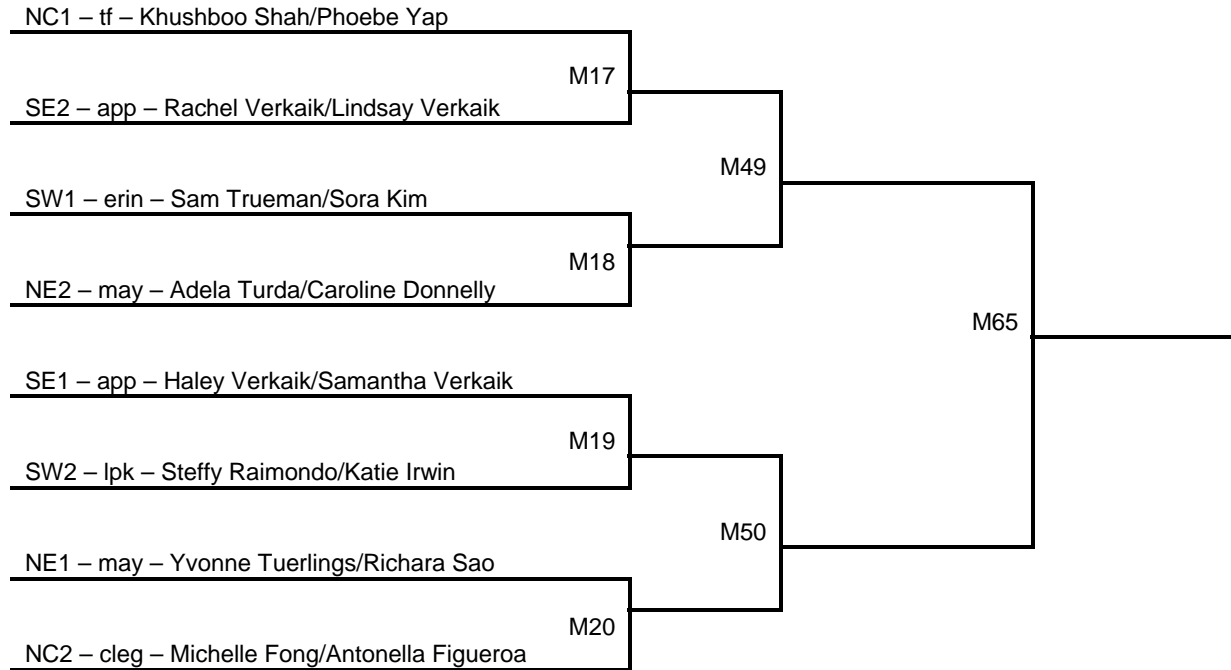 NC1 – tf – Khushboo Shah/Phoebe Yap
M17
SE2 – app – Rachel Verkaik/Lindsay Verkaik
M49
SW1 – erin – Sam Trueman/Sora Kim
M18
NE2 – may – Adela Turda/Caroline Donnelly
M65
SE1 – app – Haley Verkaik/Samantha Verkaik
M19
SW2 – lpk – Steffy Raimondo/Katie Irwin
M50
NE1 – may – Yvonne Tuerlings/Richara Sao
M20
NC2 – cleg – Michelle Fong/Antonella Figueroa